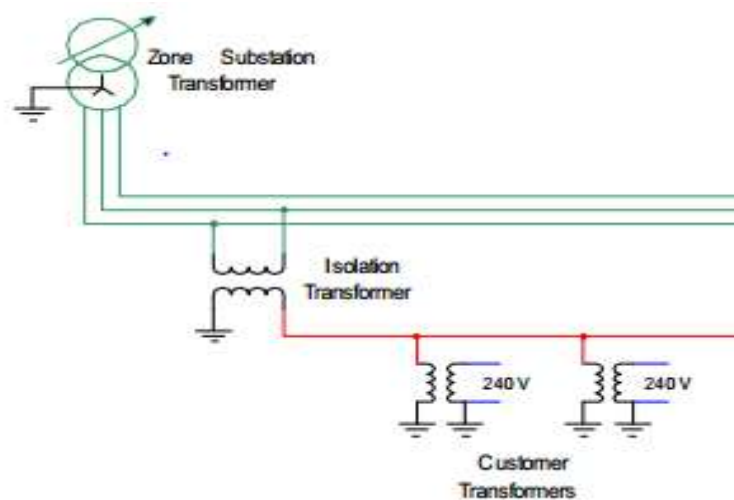 Zone Substation
Transformer
Isolation
Transformer
240 V
240 V
Customer
Transformers